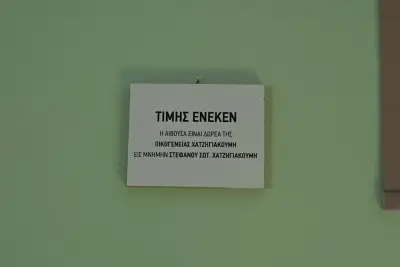 ΤΙΜΗΣ ΕΝΕΚΕΝ
Η ΑΙΘΟΥΣΑ ΕΙΝΑΙ ΔΩΡΕΑ ΤΗΣ
ΟΙΚΟΓΕΝΕΙΑΣ ΧΑΤΖΗΓΙΑΚΟΥΜΗ
ΕΙΣ ΜΝΗΜΗΝ ΣΤΕΦΑΝΟΥ ΣΩΤ. ΧΑΤΖΗΓΙΑΚΟΥΜΗ